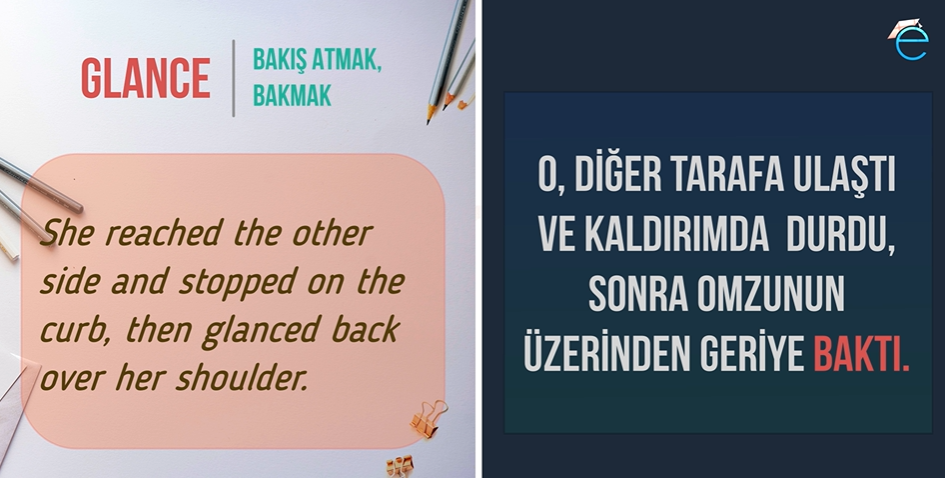 GLANCE
BAKIŞ ATMAK,
BAKMAK
She reached the other
side and stopped on the
curb, then glanced back
over her shoulder.
e
O, DİĞER TARAFA ULAŞTI
VE KALDIRIMDA DURDU,
SONRA OMZUNUN
ÜZERİNDEN GERİYE BAKTI.